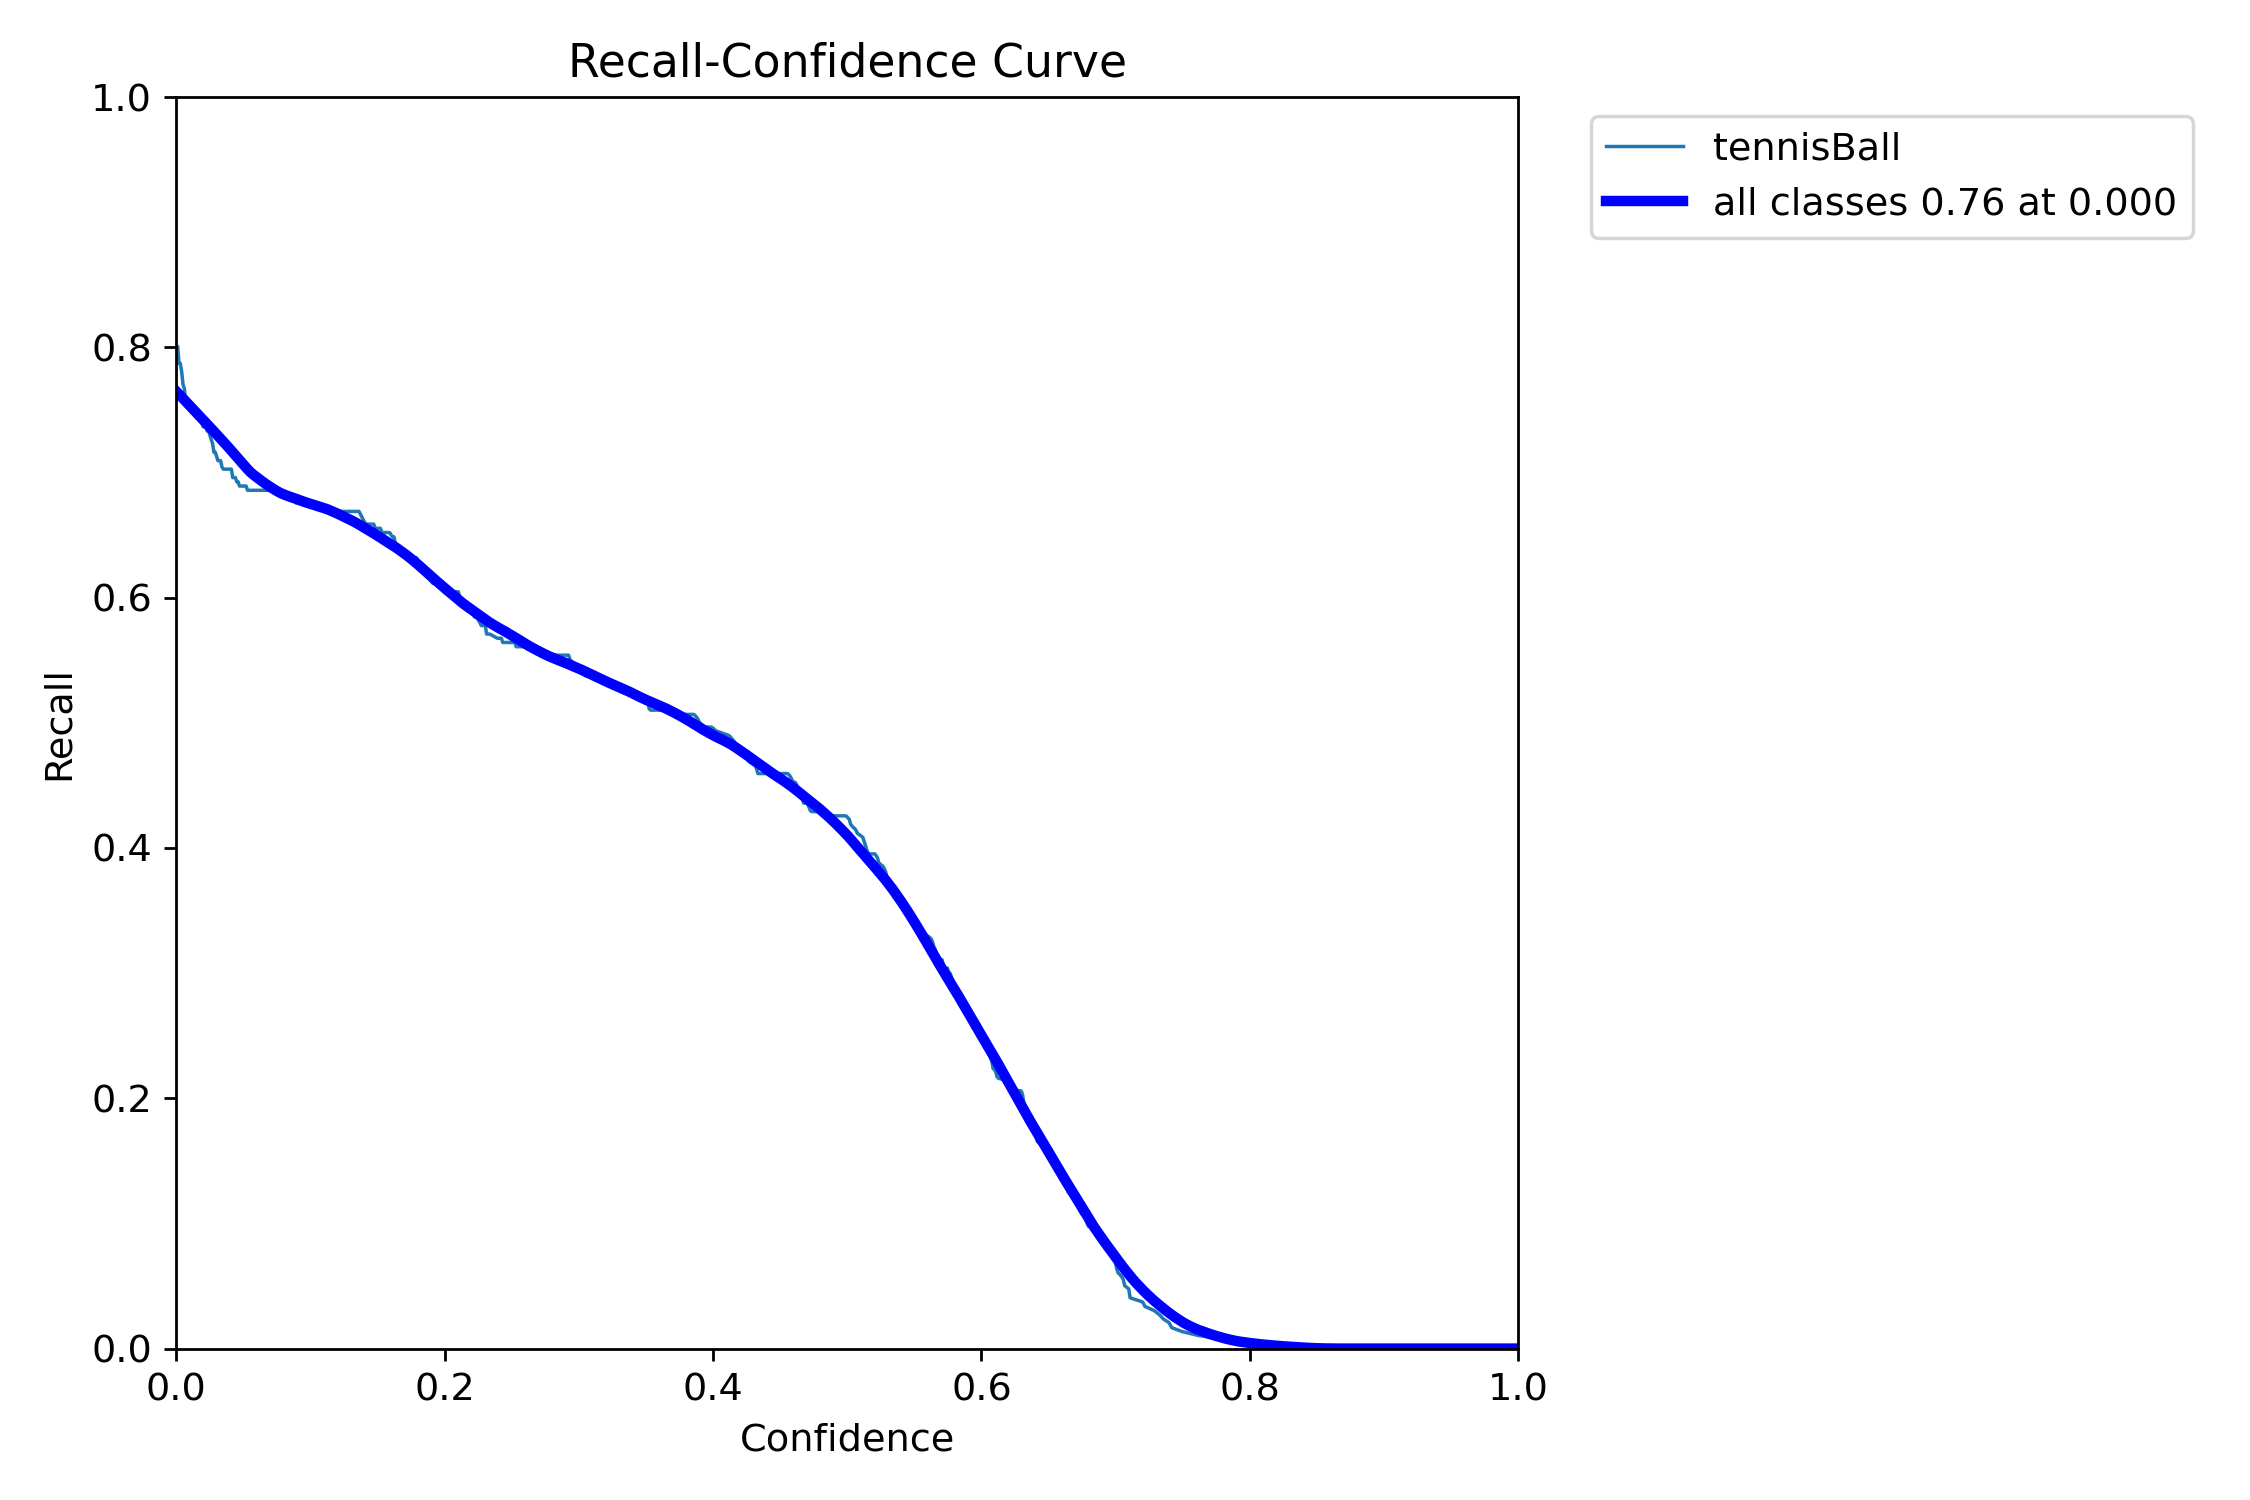 Recall-Confidence Curve
1.0
0.8
0.6
0.4
0.2
0.0
Recall
0.0 0.2 0.4 0.6 0.8 1.0
Confidence
tennisBall
all classes 0.76 at 0.000